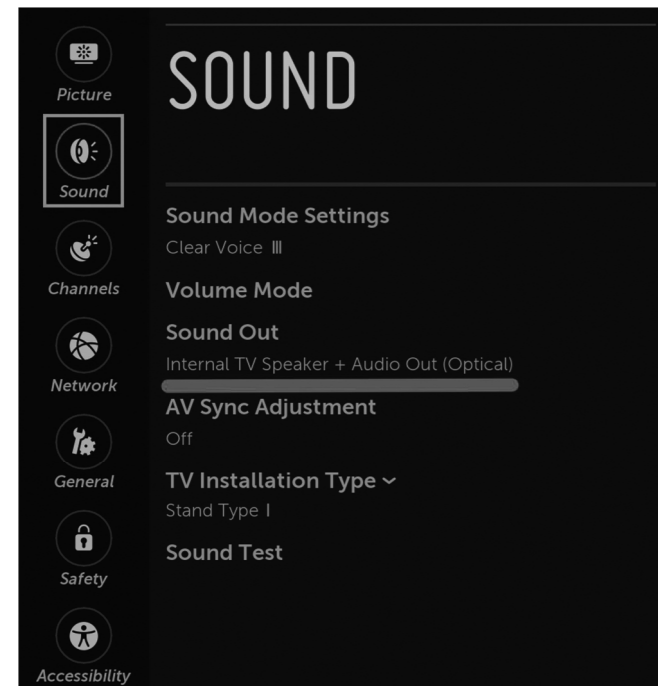 Picture
Sound
Channels
Network
General
Safety
Accessibility
SOUND
Sound Mode Settings
Clear Voice III
Volume Mode
Sound Out
Internal TV Speaker + Audio Out (Optical)
AV Sync Adjustment
Off
TV Installation Type
Stand Type I
Sound Test